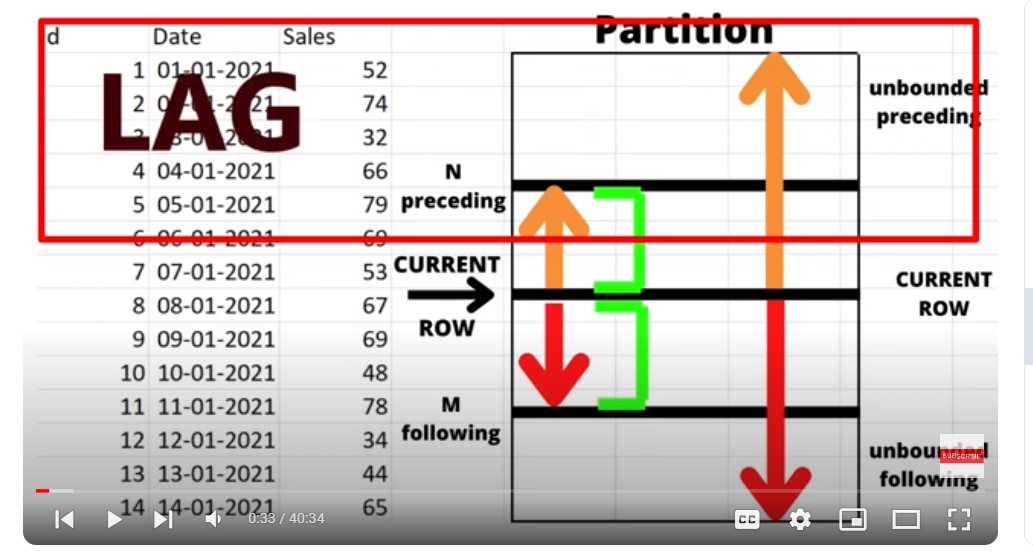 d Date Sales
Partition
1 01-01-2021 52
unbounded
preceding
2 74
LAG
32
4 04-01-2021 66
N
preceding
5 05-01-2021 79
6 06-01-2021 69
7 07-01-2021 53
CURRENT
ROW
CURRENT
ROW
8 08-01-2021 67
9 09-01-2021 69
10 10-01-2021 48
11 11-01-2021 78
M
following
12 12-01-2021 34
unbounded
following
SUBSCRIBE
13 13-01-2021 44
14 14-01-2021 65
0:33 / 40:34
CC